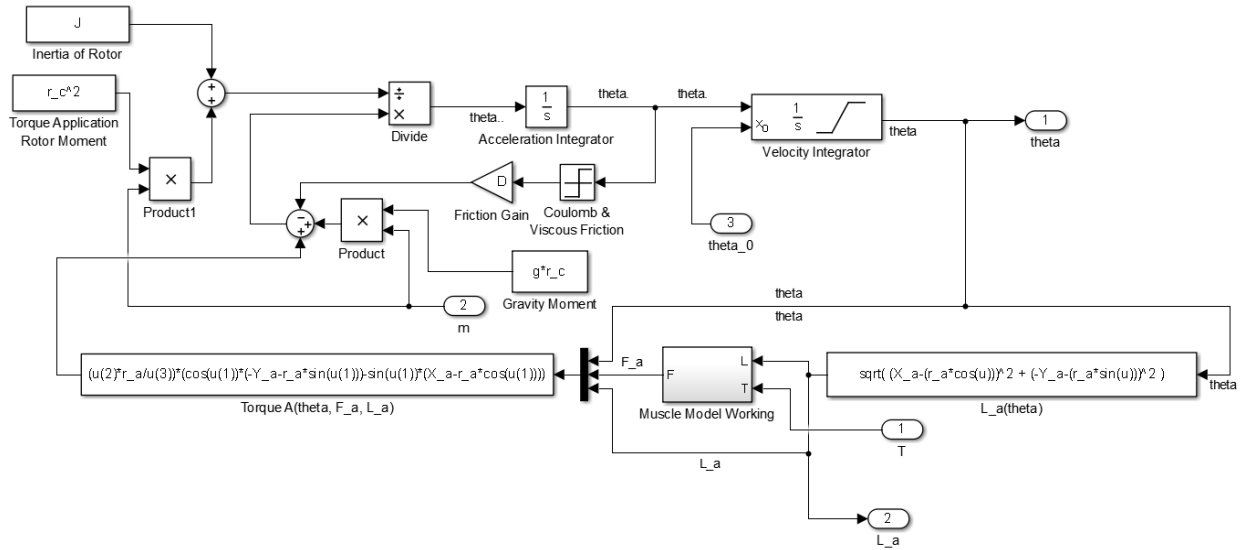 J
Inertia of Rotor
r_c^2
Torque Application
Rotor Moment
×
Product1
+
+
÷
×
Divide
theta..
1
s
Acceleration Integrator
theta.
theta.
x_o
1
s
Velocity Integrator
theta
1
theta
D
Friction Gain
Coulomb &
Viscous Friction
−
+
+
×
Product
3
theta_0
g*r_c
Gravity Moment
2
m
theta
theta
(u(2)*r_a/u(3))*(cos(u(1))*(-Y_a-r_a*sin(u(1)))-sin(u(1))*(X_a-r_a*cos(u(1))))
Torque A(theta, F_a, L_a)
F_a
F
L
T
Muscle Model Working
sqrt( (X_a-(r_a*cos(u)))^2 + (-Y_a-(r_a*sin(u)))^2 )
L_a(theta)
theta
1
T
L_a
2
L_a